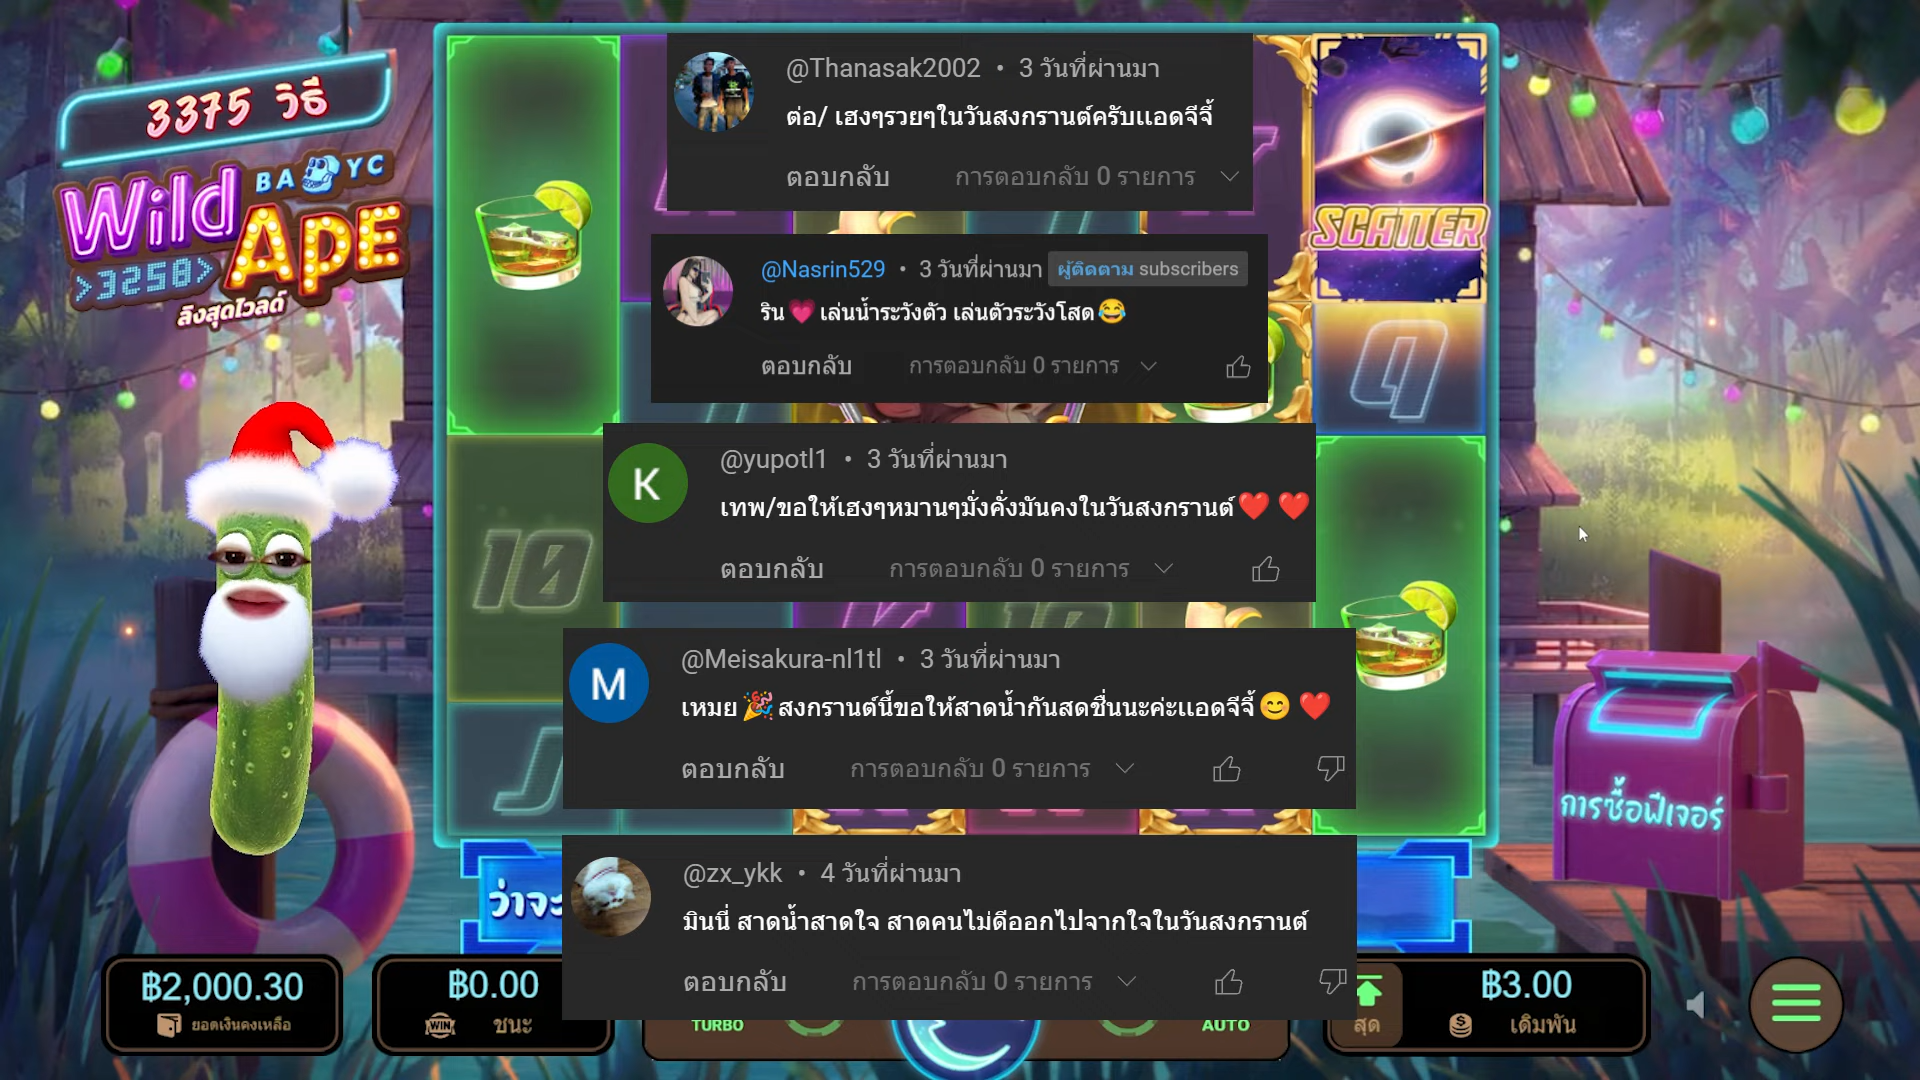 3375 วิธี
BAYC
Wild APE
>3258>
ลิงสุดไวลด์
@Thanasak2002 • 3 วันที่ผ่านมา
ต่อ/ เฮงๆรวยๆในวันสงกรานต์ครับแอดจีจี้
ตอบกลับ การตอบกลับ 0 รายการ
SCATTER
@Nasrin529 • 3 วันที่ผ่านมา ผู้ติดตาม subscribers
ริน💗เล่นน้ำระวังตัว เล่นตัวระวังโสด😂
ตอบกลับ การตอบกลับ 0 รายการ
Q
K
@yupotl1 • 3 วันที่ผ่านมา
เทพ/ขอให้เฮงๆหมานๆมั่งคั่งมันคงในวันสงกรานต์❤️ ❤️
ตอบกลับ การตอบกลับ 0 รายการ
10
K
10
M
@Meisakura-nl1tl • 3 วันที่ผ่านมา
เหมย🎉สงกรานต์นี้ขอให้สาดน้ำกันสดชื่นนะค่ะแอดจีจี้😊 ❤️
ตอบกลับ การตอบกลับ 0 รายการ
J
การซื้อฟีเจอร์
@zx_ykk • 4 วันที่ผ่านมา
มินนี่ สาดน้ำสาดใจ สาดคนไม่ดีออกไปจากใจในวันสงกรานต์
ตอบกลับ การตอบกลับ 0 รายการ
ว่าจะ
฿2,000.30
ยอดเงินคงเหลือ
฿0.00
WIN ชนะ
TURBO
AUTO
สุด
฿3.00
เดิมพัน